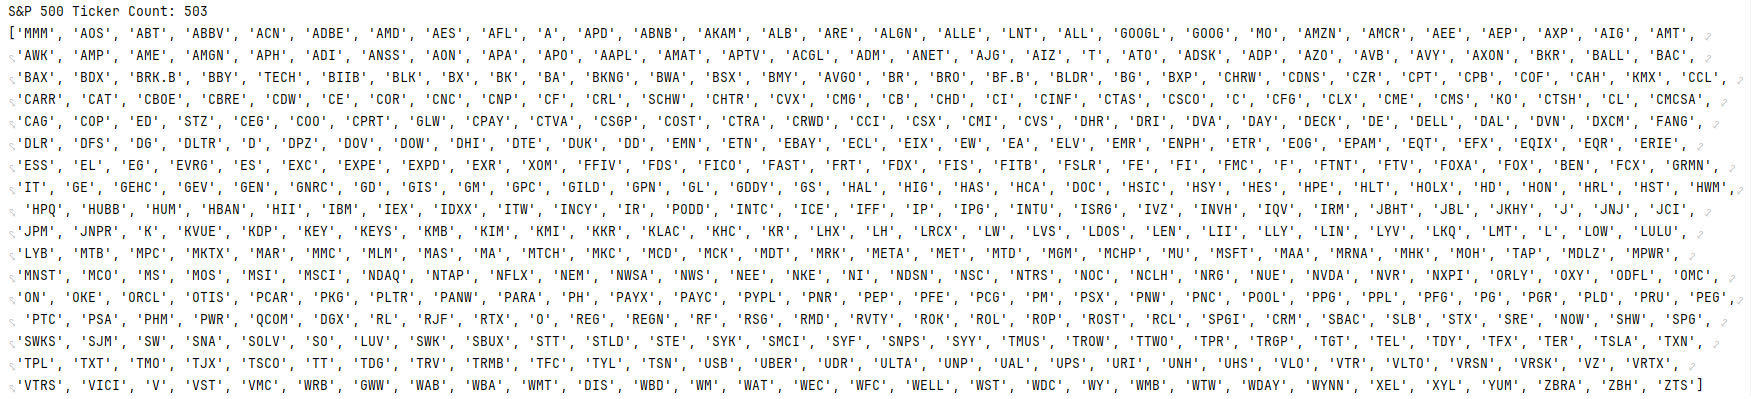 S&P 500 Ticker Count: 503
['MMM', 'AOS', 'ABT', 'ABBV', 'ACN', 'ADBE', 'AMD', 'AES', 'AFL', 'A', 'APD', 'ABNB', 'AKAM', 'ALB', 'ARE', 'ALGN', 'ALLE', 'LNT', 'ALL', 'GOOGL', 'GOOG', 'MO', 'AMZN', 'AMCR', 'AEE', 'AEP', 'AXP', 'AIG', 'AMT',
'AWK', 'AMP', 'AME', 'AMGN', 'APH', 'ADI', 'ANSS', 'AON', 'APA', 'APO', 'AAPL', 'AMAT', 'APTV', 'ACGL', 'ADM', 'ANET', 'AJG', 'AIZ', 'T', 'ATO', 'ADSK', 'ADP', 'AZO', 'AVB', 'AVY', 'AXON', 'BKR', 'BALL', 'BAC',
'BAX', 'BDX', 'BRK.B', 'BBY', 'TECH', 'BIIB', 'BLK', 'BX', 'BK', 'BA', 'BKNG', 'BWA', 'BSX', 'BMY', 'AVGO', 'BR', 'BRO', 'BF.B', 'BLDR', 'BG', 'BXP', 'CHRW', 'CDNS', 'CZR', 'CPT', 'CPB', 'COF', 'CAH', 'KMX', 'CCL',
'CARR', 'CAT', 'CBOE', 'CBRE', 'CDW', 'CE', 'COR', 'CNC', 'CNP', 'CF', 'CRL', 'SCHW', 'CHTR', 'CVX', 'CMG', 'CB', 'CHD', 'CI', 'CINF', 'CTAS', 'CSCO', 'C', 'CFG', 'CLX', 'CME', 'CMS', 'KO', 'CTSH', 'CL', 'CMCSA',
'CAG', 'COP', 'ED', 'STZ', 'CEG', 'COO', 'CPRT', 'GLW', 'CPAY', 'CTVA', 'CSGP', 'COST', 'CTRA', 'CRWD', 'CCI', 'CSX', 'CMI', 'CVS', 'DHR', 'DRI', 'DVA', 'DAY', 'DECK', 'DE', 'DELL', 'DAL', 'DVN', 'DXCM', 'FANG',
'DLR', 'DFS', 'DG', 'DLTR', 'D', 'DPZ', 'DOV', 'DOW', 'DHI', 'DTE', 'DUK', 'DD', 'EMN', 'ETN', 'EBAY', 'ECL', 'EIX', 'EW', 'EA', 'ELV', 'EMR', 'ENPH', 'ETR', 'EOG', 'EPAM', 'EQT', 'EFX', 'EQIX', 'EQR', 'ERIE',
'ESS', 'EL', 'EG', 'EVRG', 'ES', 'EXC', 'EXPE', 'EXPD', 'EXR', 'XOM', 'FFIV', 'FDS', 'FICO', 'FAST', 'FRT', 'FDX', 'FIS', 'FITB', 'FSLR', 'FE', 'FI', 'FMC', 'F', 'FTNT', 'FTV', 'FOXA', 'FOX', 'BEN', 'FCX', 'GRMN',
'IT', 'GE', 'GEHC', 'GEV', 'GEN', 'GNRC', 'GD', 'GIS', 'GM', 'GPC', 'GILD', 'GPN', 'GL', 'GDDY', 'GS', 'HAL', 'HIG', 'HAS', 'HCA', 'DOC', 'HSIC', 'HSY', 'HES', 'HPE', 'HLT', 'HOLX', 'HD', 'HON', 'HRL', 'HST', 'HWM',
'HPQ', 'HUBB', 'HUM', 'HBAN', 'HII', 'IBM', 'IEX', 'IDXX', 'ITW', 'INCY', 'IR', 'PODD', 'INTC', 'ICE', 'IFF', 'IP', 'IPG', 'INTU', 'ISRG', 'IVZ', 'INVH', 'IQV', 'IRM', 'JBHT', 'JBL', 'JKHY', 'J', 'JNJ', 'JCI',
'JPM', 'JNPR', 'K', 'KVUE', 'KDP', 'KEY', 'KEYS', 'KMB', 'KIM', 'KMI', 'KKR', 'KLAC', 'KHC', 'KR', 'LHX', 'LH', 'LRCX', 'LW', 'LVS', 'LDOS', 'LEN', 'LII', 'LLY', 'LIN', 'LYV', 'LKQ', 'LMT', 'L', 'LOW', 'LULU',
'LYB', 'MTB', 'MPC', 'MKTX', 'MAR', 'MMC', 'MLM', 'MAS', 'MA', 'MTCH', 'MKC', 'MCD', 'MCK', 'MDT', 'MRK', 'META', 'MET', 'MTD', 'MGM', 'MCHP', 'MU', 'MSFT', 'MAA', 'MRNA', 'MHK', 'MOH', 'TAP', 'MDLZ', 'MPWR',
'MNST', 'MCO', 'MS', 'MOS', 'MSI', 'MSCI', 'NDAQ', 'NTAP', 'NFLX', 'NEM', 'NWSA', 'NWS', 'NEE', 'NKE', 'NI', 'NDSN', 'NSC', 'NTRS', 'NOC', 'NCLH', 'NRG', 'NUE', 'NVDA', 'NVR', 'NXPI', 'ORLY', 'OXY', 'ODFL', 'OMC',
'ON', 'OKE', 'ORCL', 'OTIS', 'PCAR', 'PKG', 'PLTR', 'PANW', 'PARA', 'PH', 'PAYX', 'PAYC', 'PYPL', 'PNR', 'PEP', 'PFE', 'PCG', 'PM', 'PSX', 'PNW', 'PNC', 'POOL', 'PPG', 'PPL', 'PFG', 'PG', 'PGR', 'PLD', 'PRU', 'PEG',
'PTC', 'PSA', 'PHM', 'PWR', 'QCOM', 'DGX', 'RL', 'RJF', 'RTX', 'O', 'REG', 'REGN', 'RF', 'RSG', 'RMD', 'RVTY', 'ROK', 'ROL', 'ROP', 'ROST', 'RCL', 'SPGI', 'CRM', 'SBAC', 'SLB', 'STX', 'SRE', 'NOW', 'SHW', 'SPG',
'SWKS', 'SJM', 'SW', 'SNA', 'SOLV', 'SO', 'LUV', 'SWK', 'SBUX', 'STT', 'STLD', 'STE', 'SYK', 'SMCI', 'SYF', 'SNPS', 'SYY', 'TMUS', 'TROW', 'TTWO', 'TPR', 'TRGP', 'TGT', 'TEL', 'TDY', 'TFX', 'TER', 'TSLA', 'TXN',
'TPL', 'TXT', 'TMO', 'TJX', 'TSCO', 'TT', 'TDG', 'TRV', 'TRMB', 'TFC', 'TYL', 'TSN', 'USB', 'UBER', 'UDR', 'ULTA', 'UNP', 'UAL', 'UPS', 'URI', 'UNH', 'UHS', 'VLO', 'VTR', 'VLTO', 'VRSN', 'VRSK', 'VZ', 'VRTX',
'VTRS', 'VICI', 'V', 'VST', 'VMC', 'WRB', 'GWW', 'WAB', 'WBA', 'WMT', 'DIS', 'WBD', 'WM', 'WAT', 'WEC', 'WFC', 'WELL', 'WST', 'WDC', 'WY', 'WMB', 'WTW', 'WDAY', 'WYNN', 'XEL', 'XYL', 'YUM', 'ZBRA', 'ZBH', 'ZTS']